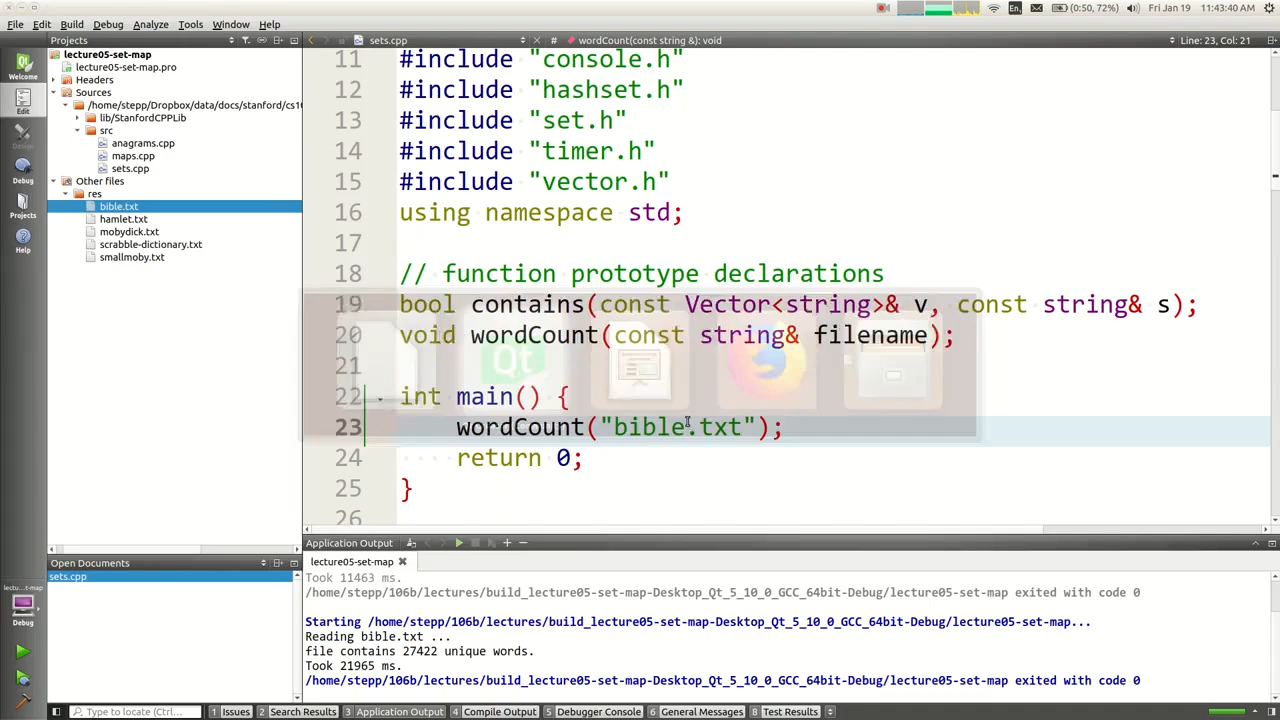 (0:50, 72%) Fri Jan 19 11:43:40 AM
File Edit Build Debug Analyze Tools Window Help
Projects
sets.cpp
# wordCount(const string &): void
Line: 23, Col: 21
Welcome
Edit
Design
Debug
Projects
Help
lecture05-set-map
lecture05-set-map.pro
Headers
Sources
/home/stepp/Dropbox/data/docs/stanford/cs10
lib/StanfordCPPLib
src
anagrams.cpp
maps.cpp
sets.cpp
Other files
res
bible.txt
hamlet.txt
mobydick.txt
scrabble-dictionary.txt
smallmoby.txt
11 #include "console.h"
12 #include "hashset.h"
13 #include "set.h"
14 #include "timer.h"
15 #include "vector.h"
16 using namespace std;
17
18 // function prototype declarations
19 bool contains(const Vector<string>& v, const string& s);
20 void wordCount(const string& filename);
21
22 int main() {
23 wordCount("bible.txt");
24 return 0;
25 }
26
Open Documents
sets.cpp
lectur…t-map
Debug
Application Output
lecture05-set-map
Took 11463 ms.
/home/stepp/106b/lectures/build_lecture05-set-map-Desktop_Qt_5_10_0_GCC_64bit-Debug/lecture05-set-map exited with code 0
Starting /home/stepp/106b/lectures/build_lecture05-set-map-Desktop_Qt_5_10_0_GCC_64bit-Debug/lecture05-set-map...
Reading bible.txt ...
file contains 27422 unique words.
Took 21965 ms.
/home/stepp/106b/lectures/build_lecture05-set-map-Desktop_Qt_5_10_0_GCC_64bit-Debug/lecture05-set-map exited with code 0
Type to locate (Ctrl+...
1 Issues 2 Search Results 3 Application Output 4 Compile Output 5 Debugger Console 6 General Messages 8 Test Results